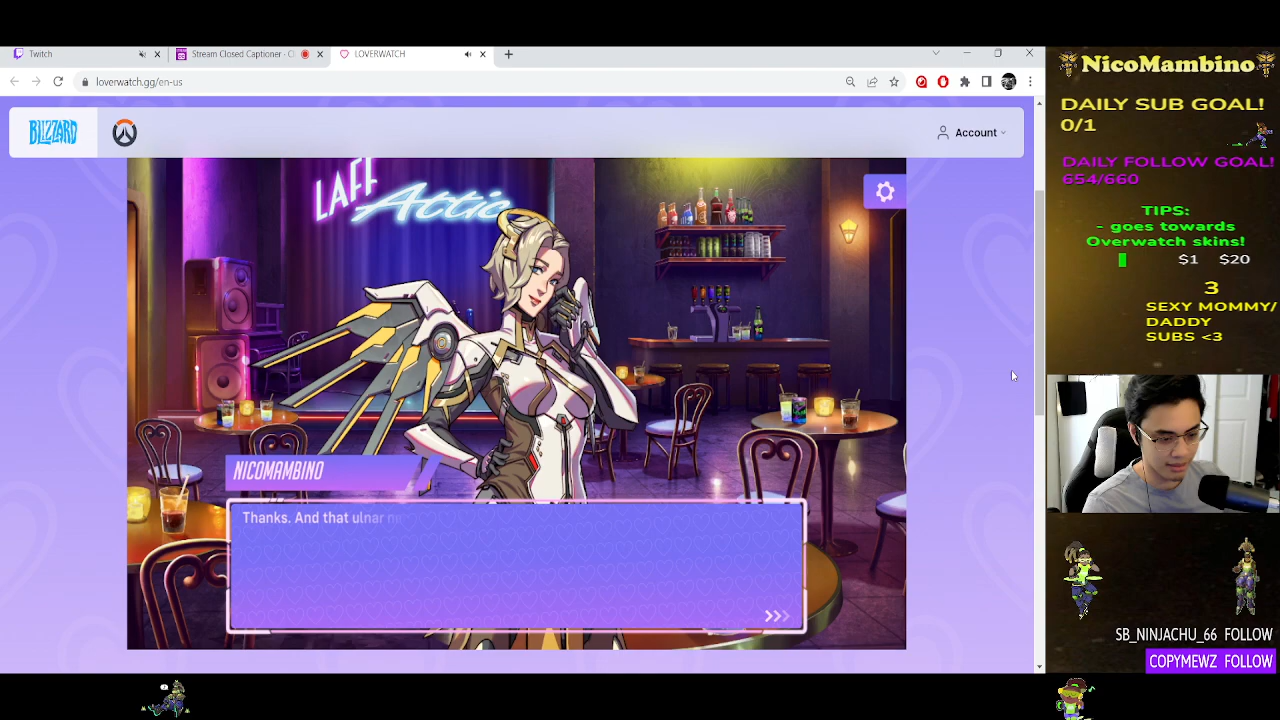 Twitch
Stream Closed Captioner - C
LOVERWATCH
loverwatch.gg/en-us
BLIZZARD
Account
LAFF
Attic
NICOMAMBINO
Thanks. And that ulnar
NicoMambino
DAILY SUB GOAL!
0/1
DAILY FOLLOW GOAL!
654/660
TIPS:
- goes towards
Overwatch skins!
$1 $20
3
SEXY MOMMY/
DADDY
SUBS <3
SB_NINJACHU_66 FOLLOW
COPYMEWZ FOLLOW